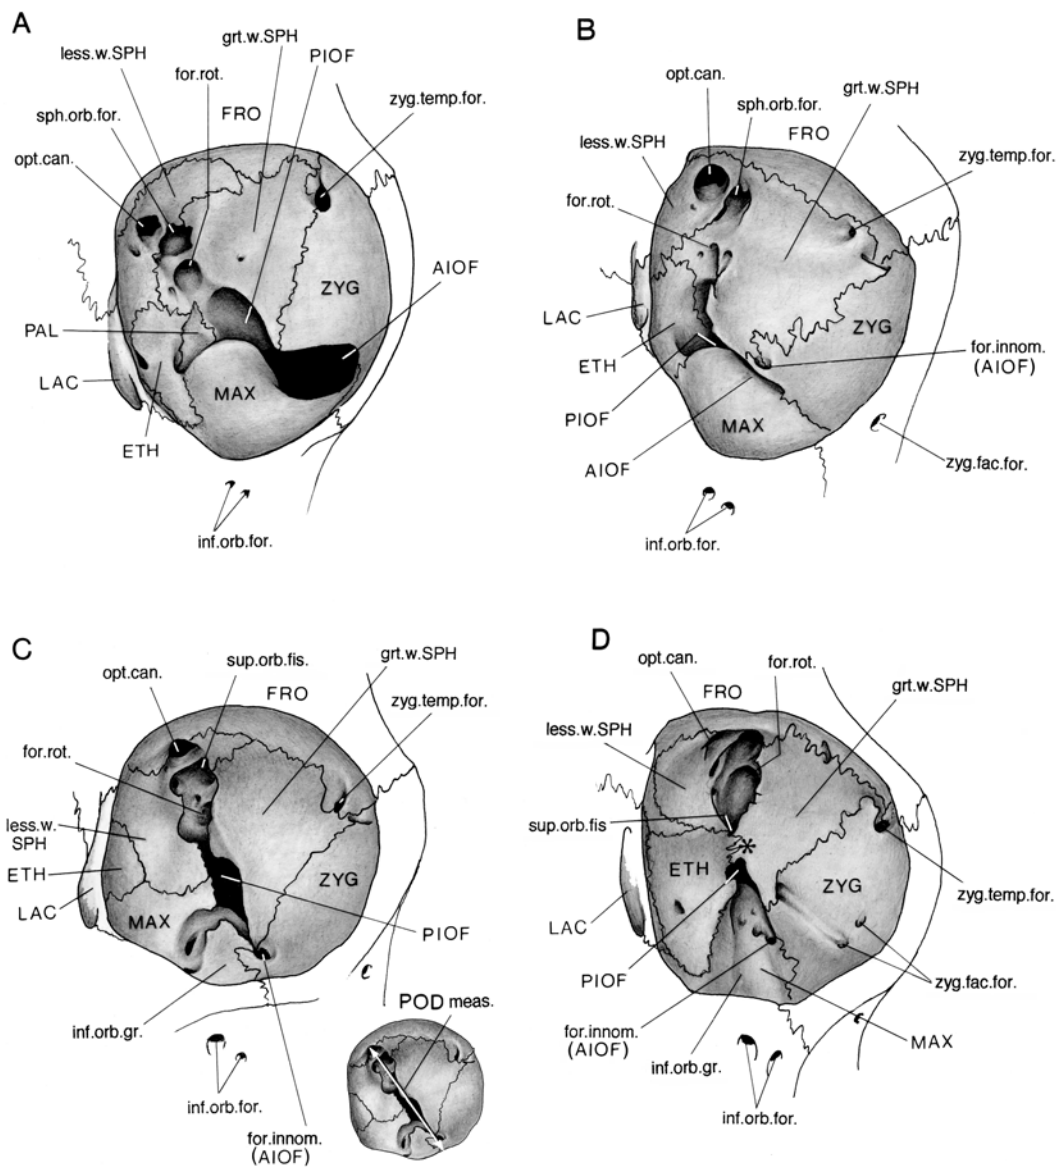 A
less.w.SPH
grt.w.SPH
PIOF
for.rot.
FRO
zyg.temp.for.
sph.orb.for.
opt.can.
ZYG
AIOF
PAL
LAC
MAX
ETH
inf.orb.for.
B
opt.can.
sph.orb.for.
grt.w.SPH
FRO
less.w.SPH
zyg.temp.for.
for.rot.
LAC
ZYG
ETH
for.innom.
(AIOF)
PIOF
MAX
AIOF
zyg.fac.for.
inf.orb.for.
C
opt.can.
sup.orb.fis.
grt.w.SPH
FRO
zyg.temp.for.
for.rot.
less.w.
SPH
ETH
LAC
ZYG
MAX
PIOF
inf.orb.gr.
POD meas.
inf.orb.for.
for.innom.
(AIOF)
D
opt.can.
for.rot.
FRO
grt.w.SPH
less.w.SPH
sup.orb.fis
*
ETH
ZYG
LAC
zyg.temp.for.
PIOF
zyg.fac.for.
for.innom.
(AIOF)
MAX
inf.orb.gr.
inf.orb.for.